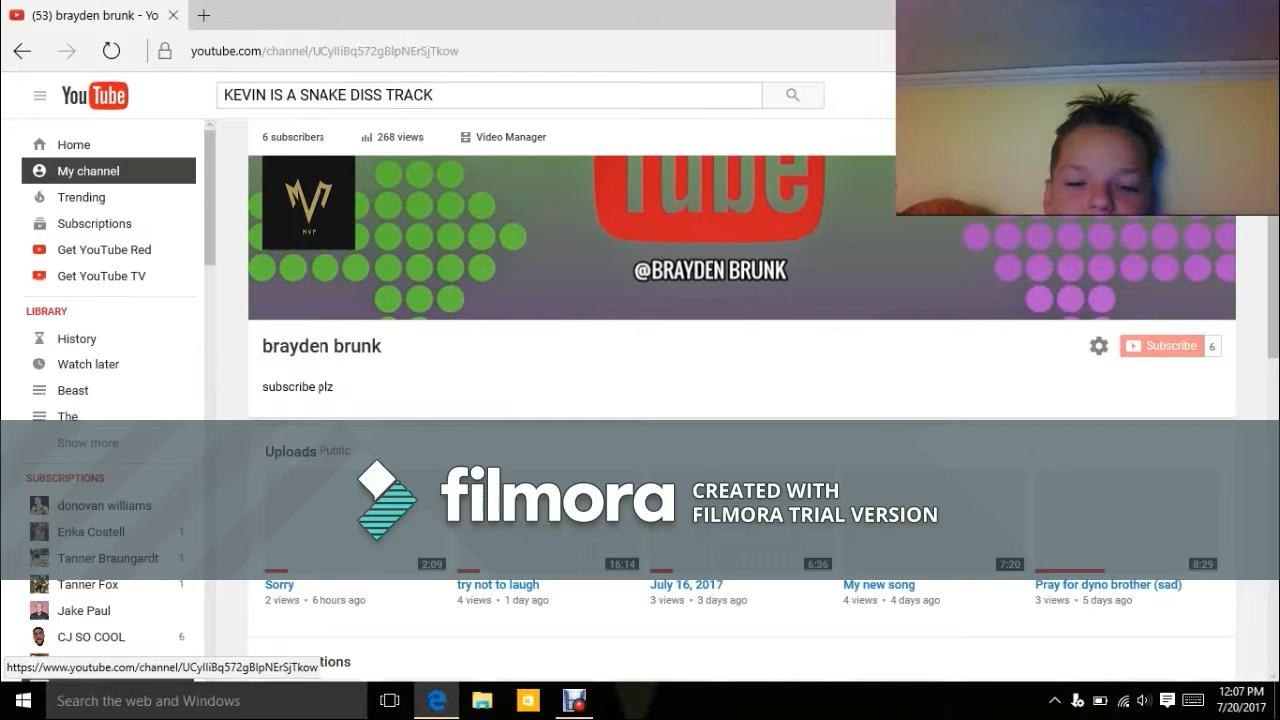 (53) brayden brunk - Yo
youtube.com/channel/UCyIIiBq572gBlpNErSjTkow
YouTube
KEVIN IS A SNAKE DISS TRACK
6 subscribers
268 views
Video Manager
Home
My channel
Trending
Subscriptions
Get YouTube Red
Get YouTube TV
LIBRARY
History
Watch later
Beast
The
Show more
SUBSCRIPTIONS
donovan williams
Erika Costell 1
Tanner Braungardt 1
Tanner Fox 1
Jake Paul
CJ SO COOL 6
MVP
Tube
@BRAYDEN BRUNK
brayden brunk
Subscribe 6
subscribe plz
Uploads Public
filmora
CREATED WITH
FILMORA TRIAL VERSION
2:09
16:14
6:36
7:20
8:29
Sorry
2 views • 6 hours ago
try not to laugh
4 views • 1 day ago
July 16, 2017
3 views • 3 days ago
My new song
4 views • 4 days ago
Pray for dyno brother (sad)
3 views • 5 days ago
https://www.youtube.com/channel/UCyIIiBq572gBlpNErSjTkow
Search the web and Windows
12:07 PM
7/20/2017